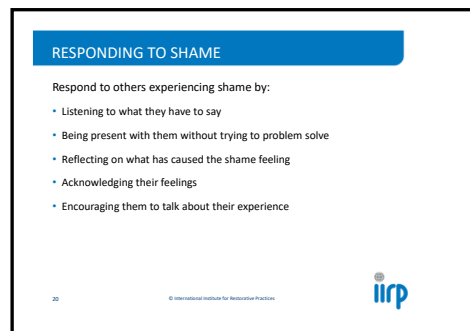 RESPONDING TO SHAME
Respond to others experiencing shame by:
• Listening to what they have to say
• Being present with them without trying to problem solve
• Reflecting on what has caused the shame feeling
• Acknowledging their feelings
• Encouraging them to talk about their experience
20
© International Institute for Restorative Practices
iirp